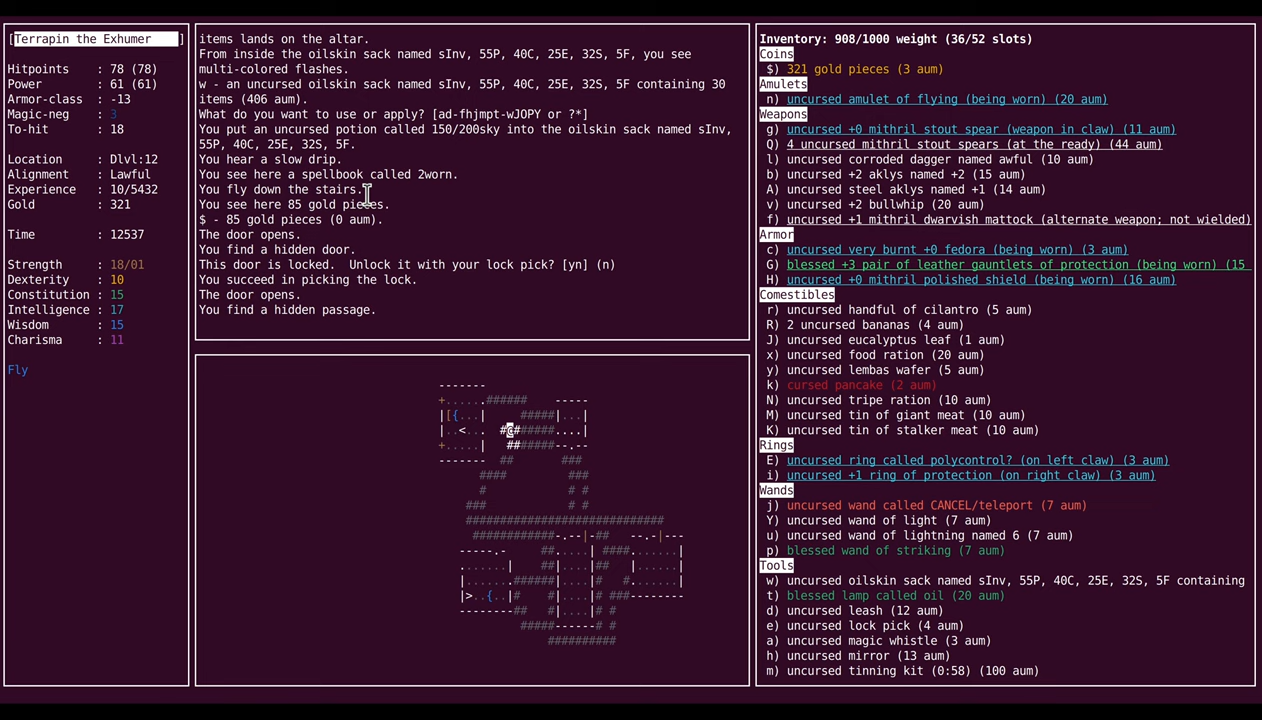 [Terrapin the Exhumer    ]
Hitpoints    : 78 (78)
Power        : 61 (61)
Armor-class  : -13
Magic-neg    : 3
To-hit       : 18
Location     : Dlvl:12
Alignment    : Lawful
Experience   : 10/5432
Gold         : 321
Time         : 12537
Strength     : 18/01
Dexterity    : 10
Constitution : 15
Intelligence : 17
Wisdom       : 15
Charisma     : 11
Fly
items lands on the altar.
From inside the oilskin sack named sInv, 55P, 40C, 25E, 32S, 5F, you see
multi-colored flashes.
w - an uncursed oilskin sack named sInv, 55P, 40C, 25E, 32S, 5F containing 30
items (406 aum).
What do you want to use or apply? [ad-fhjmpt-wJOPY or ?*]
You put an uncursed potion called 150/200sky into the oilskin sack named sInv,
55P, 40C, 25E, 32S, 5F.
You hear a slow drip.
You see here a spellbook called 2worn.
You fly down the stairs.
You see here 85 gold pieces.
$ - 85 gold pieces (0 aum).
The door opens.
You find a hidden door.
This door is locked.  Unlock it with your lock pick? [yn] (n)
You succeed in picking the lock.
The door opens.
You find a hidden passage.
-------
+......######    -----
|[{...|     #####|...|
|..<...  #@######....|
+.....|   #######--.--
-------  ##       ###
####         ###
#            # #
###            # #
############################
############-.--|-##   --.-|---
-----.-    ##.....| ####.......|
.......|   ##|....|##   |......|
|.......######|....|#   #.......|
|>..{..|#   #|....|# ###--------
--------##   #|....|# #
#####------# #
##########
Inventory: 908/1000 weight (36/52 slots)
Coins
$) 321 gold pieces (3 aum)
Amulets
n) uncursed amulet of flying (being worn) (20 aum)
Weapons
g) uncursed +0 mithril stout spear (weapon in claw) (11 aum)
Q) 4 uncursed mithril stout spears (at the ready) (44 aum)
l) uncursed corroded dagger named awful (10 aum)
b) uncursed +2 aklys named +2 (15 aum)
A) uncursed steel aklys named +1 (14 aum)
v) uncursed +2 bullwhip (20 aum)
f) uncursed +1 mithril dwarvish mattock (alternate weapon; not wielded)
Armor
c) uncursed very burnt +0 fedora (being worn) (3 aum)
G) blessed +3 pair of leather gauntlets of protection (being worn) (15
H) uncursed +0 mithril polished shield (being worn) (16 aum)
Comestibles
r) uncursed handful of cilantro (5 aum)
R) 2 uncursed bananas (4 aum)
J) uncursed eucalyptus leaf (1 aum)
x) uncursed food ration (20 aum)
y) uncursed lembas wafer (5 aum)
k) cursed pancake (2 aum)
N) uncursed tripe ration (10 aum)
M) uncursed tin of giant meat (10 aum)
K) uncursed tin of stalker meat (10 aum)
Rings
E) uncursed ring called polycontrol? (on left claw) (3 aum)
i) uncursed +1 ring of protection (on right claw) (3 aum)
Wands
j) uncursed wand called CANCEL/teleport (7 aum)
Y) uncursed wand of light (7 aum)
u) uncursed wand of lightning named 6 (7 aum)
p) blessed wand of striking (7 aum)
Tools
w) uncursed oilskin sack named sInv, 55P, 40C, 25E, 32S, 5F containing
t) blessed lamp called oil (20 aum)
d) uncursed leash (12 aum)
e) uncursed lock pick (4 aum)
a) uncursed magic whistle (3 aum)
h) uncursed mirror (13 aum)
m) uncursed tinning kit (0:58) (100 aum)